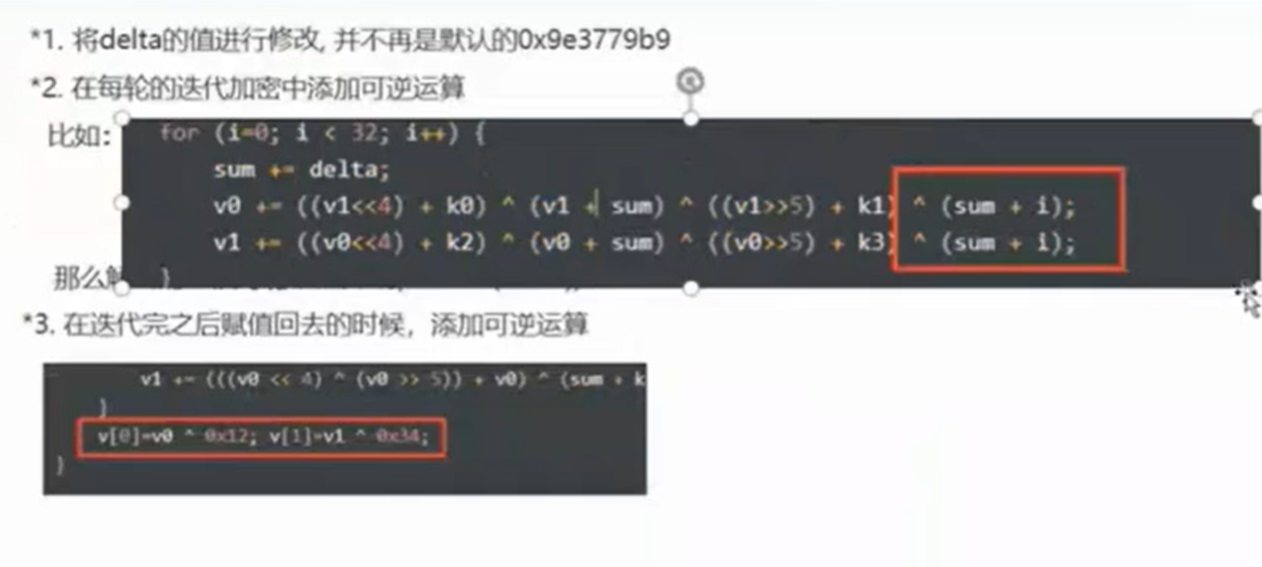 *1. 将delta的值进行修改, 并不再是默认的0x9e3779b9
*2. 在每轮的迭代加密中添加可逆运算
比如:
for (i=0; i < 32; i++) {
sum += delta;
v0 += ((v1<<4) + k0) ^ (v1 + sum) ^ ((v1>>5) + k1) ^ (sum + i);
v1 += ((v0<<4) + k2) ^ (v0 + sum) ^ ((v0>>5) + k3) ^ (sum + i);
}
那么解
*3. 在迭代完之后赋值回去的时候，添加可逆运算
v1 += (((v0 << 4) ^ (v0 >> 5)) + v0) ^ (sum + k
}
v[0]=v0 ^ 0x12; v[1]=v1 ^ 0x34;
}